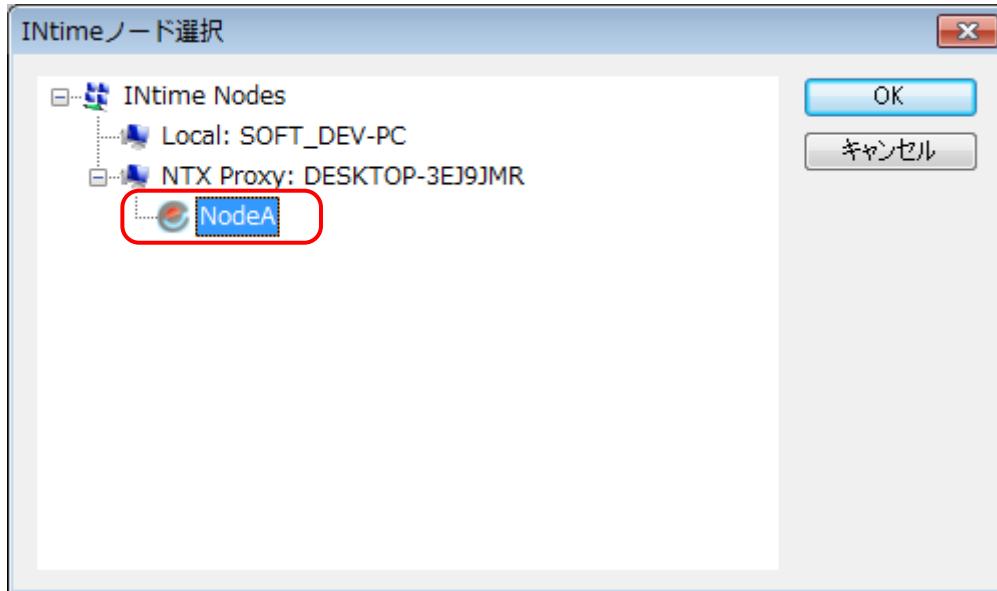 INtimeノード選択
INtime Nodes
OK
Local: SOFT_DEV-PC
キャンセル
NTX Proxy: DESKTOP-3EJ9JMR
NodeA